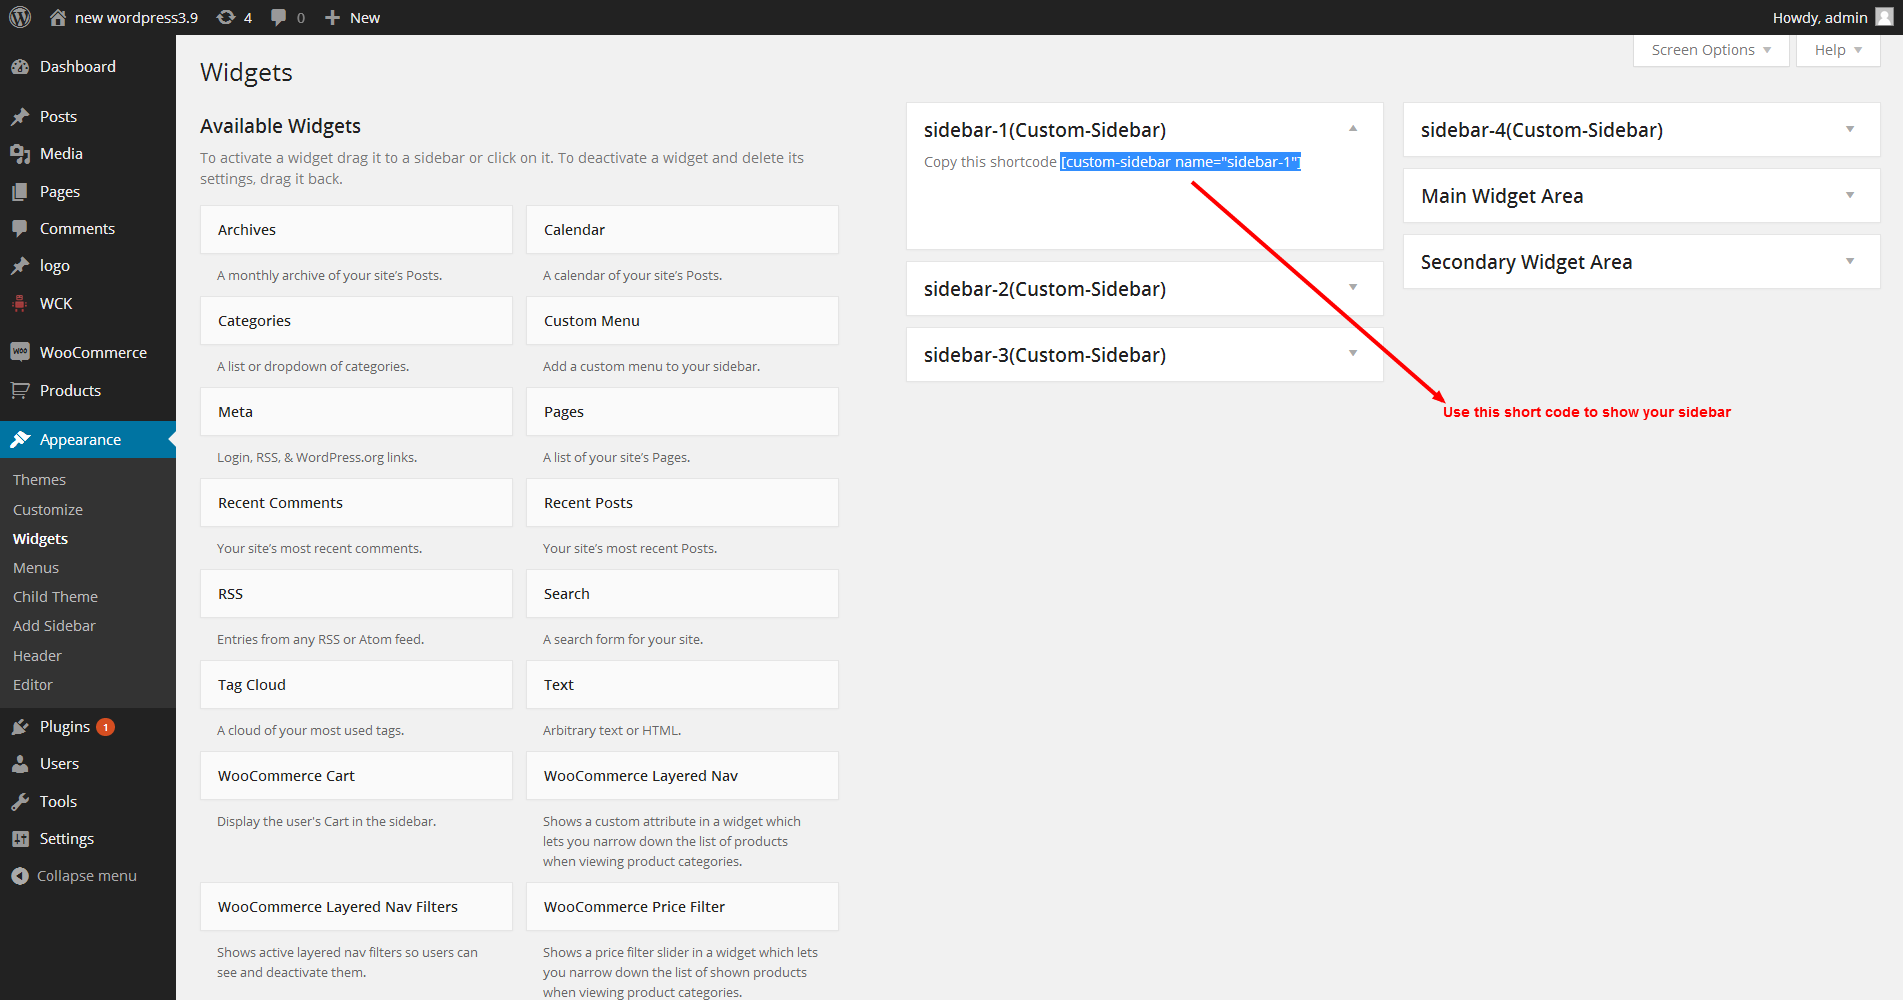 new wordpress3.9 4 0 New
Howdy, admin
Dashboard
Posts
Media
Pages
Comments
logo
WCK
WooCommerce
Products
Appearance
Themes
Customize
Widgets
Menus
Child Theme
Add Sidebar
Header
Editor
Plugins 1
Users
Tools
Settings
Collapse menu
Screen Options
Help
Widgets
Available Widgets
To activate a widget drag it to a sidebar or click on it. To deactivate a widget and delete its
settings, drag it back.
Archives
A monthly archive of your site’s Posts.
Calendar
A calendar of your site’s Posts.
Categories
A list or dropdown of categories.
Custom Menu
Add a custom menu to your sidebar.
Meta
Login, RSS, & WordPress.org links.
Pages
A list of your site’s Pages.
Recent Comments
Your site’s most recent comments.
Recent Posts
Your site’s most recent Posts.
RSS
Entries from any RSS or Atom feed.
Search
A search form for your site.
Tag Cloud
A cloud of your most used tags.
Text
Arbitrary text or HTML.
WooCommerce Cart
Display the user's Cart in the sidebar.
WooCommerce Layered Nav
Shows a custom attribute in a widget which
lets you narrow down the list of products
when viewing product categories.
WooCommerce Layered Nav Filters
Shows active layered nav filters so users can
see and deactivate them.
WooCommerce Price Filter
Shows a price filter slider in a widget which lets
you narrow down the list of shown products
when viewing product categories.
sidebar-1(Custom-Sidebar)
Copy this shortcode [custom-sidebar name="sidebar-1"]
sidebar-2(Custom-Sidebar)
sidebar-3(Custom-Sidebar)
sidebar-4(Custom-Sidebar)
Main Widget Area
Secondary Widget Area
Use this short code to show your sidebar